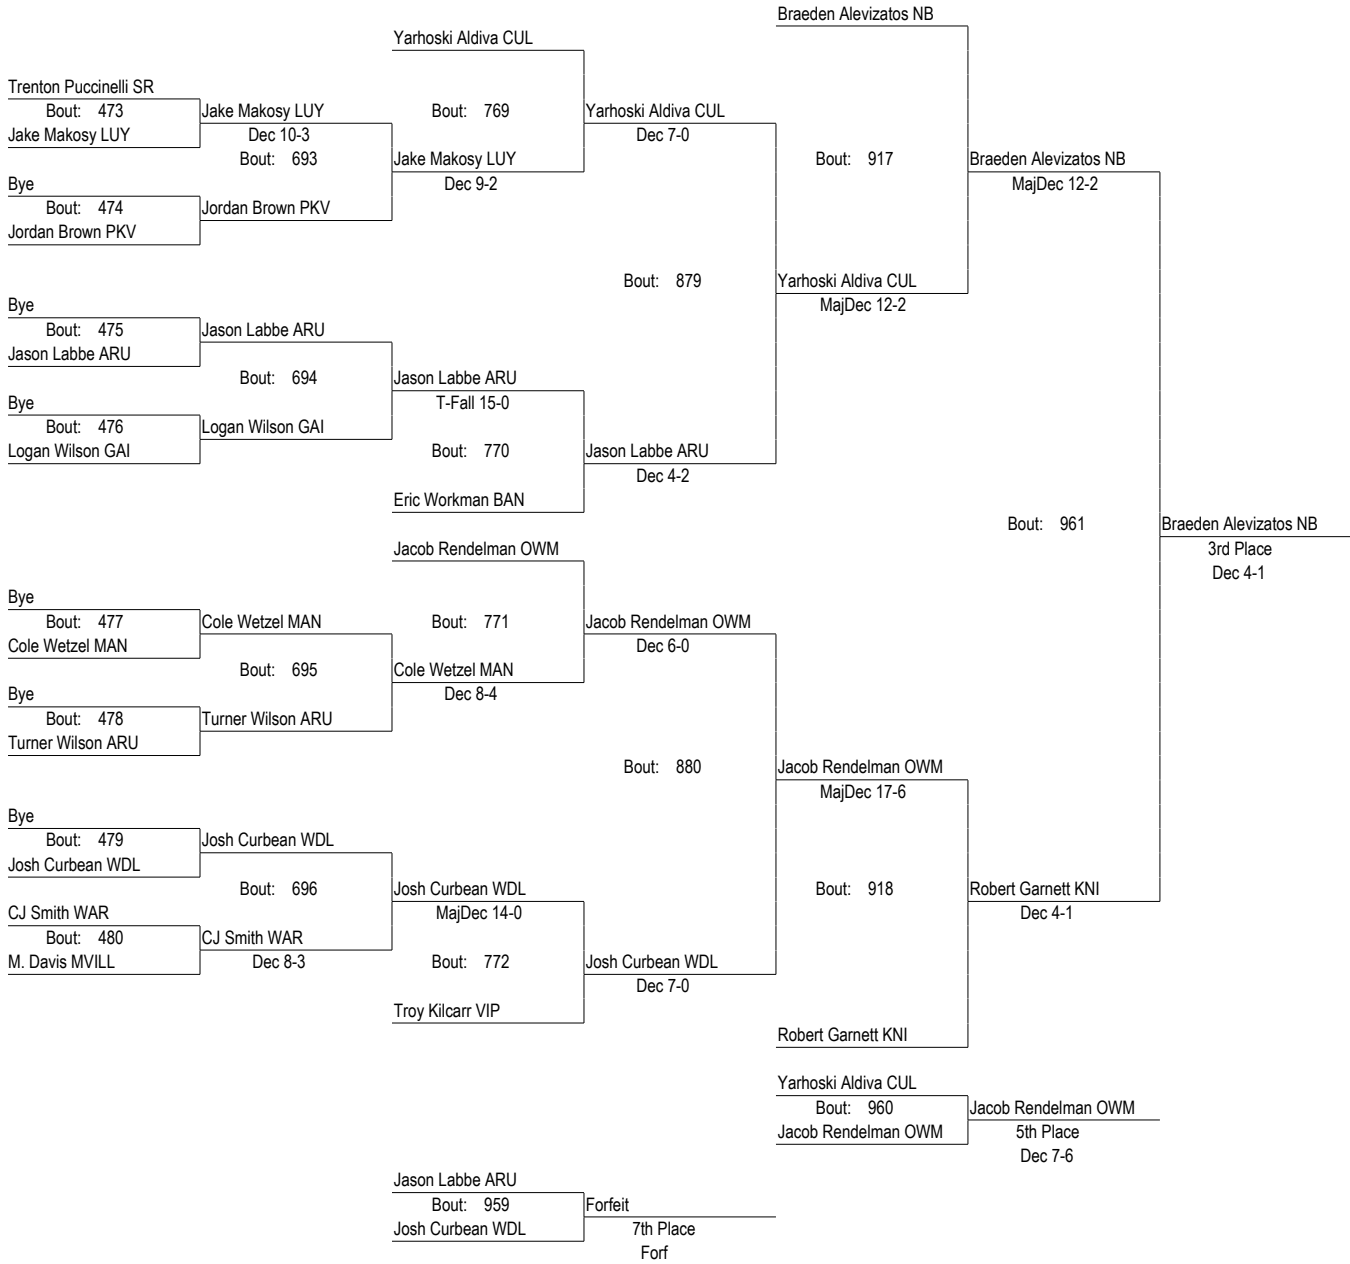 Braeden Alevizatos NB
Yarhoski Aldiva CUL
Trenton Puccinelli SR
Bout: 473
Jake Makosy LUY
Jake Makosy LUY
Dec 10-3
Bout: 693
Bout: 769
Yarhoski Aldiva CUL
Dec 7-0
Jake Makosy LUY
Dec 9-2
Bout: 917
Braeden Alevizatos NB
MajDec 12-2
Bye
Bout: 474
Jordan Brown PKV
Jordan Brown PKV
Bout: 879
Yarhoski Aldiva CUL
MajDec 12-2
Bye
Bout: 475
Jason Labbe ARU
Jason Labbe ARU
Bout: 694
Jason Labbe ARU
T-Fall 15-0
Bye
Bout: 476
Logan Wilson GAI
Logan Wilson GAI
Bout: 770
Jason Labbe ARU
Dec 4-2
Eric Workman BAN
Bout: 961
Braeden Alevizatos NB
3rd Place
Dec 4-1
Jacob Rendelman OWM
Bye
Bout: 477
Cole Wetzel MAN
Cole Wetzel MAN
Bout: 771
Jacob Rendelman OWM
Dec 6-0
Bout: 695
Cole Wetzel MAN
Dec 8-4
Bye
Bout: 478
Turner Wilson ARU
Turner Wilson ARU
Bout: 880
Jacob Rendelman OWM
MajDec 17-6
Bye
Bout: 479
Josh Curbean WDL
Josh Curbean WDL
Bout: 696
Josh Curbean WDL
MajDec 14-0
Bout: 918
Robert Garnett KNI
Dec 4-1
CJ Smith WAR
Bout: 480
M. Davis MVILL
CJ Smith WAR
Dec 8-3
Bout: 772
Josh Curbean WDL
Dec 7-0
Troy Kilcarr VIP
Robert Garnett KNI
Yarhoski Aldiva CUL
Bout: 960
Jacob Rendelman OWM
Jacob Rendelman OWM
5th Place
Dec 7-6
Jason Labbe ARU
Bout: 959
Josh Curbean WDL
Forfeit
7th Place
Forf